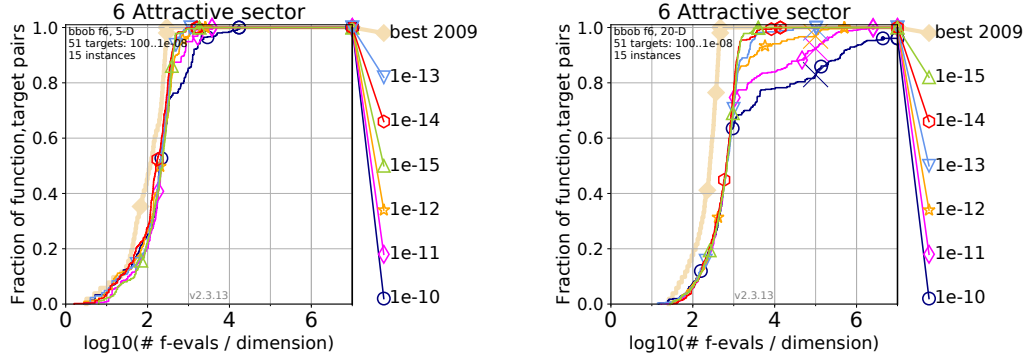 6 Attractive sector
bbob f6, 5-D
51 targets: 100..1e-08
15 instances
Fraction of function,target pairs
1.0
0.8
0.6
0.4
0.2
0.0
0
2
4
6
log10(# f-evals / dimension)
v2.3.13
best 2009
1e-13
1e-14
1e-15
1e-12
1e-11
1e-10
6 Attractive sector
bbob f6, 20-D
51 targets: 100..1e-08
15 instances
Fraction of function,target pairs
1.0
0.8
0.6
0.4
0.2
0.0
0
2
4
6
log10(# f-evals / dimension)
v2.3.13
best 2009
1e-15
1e-14
1e-13
1e-12
1e-11
1e-10